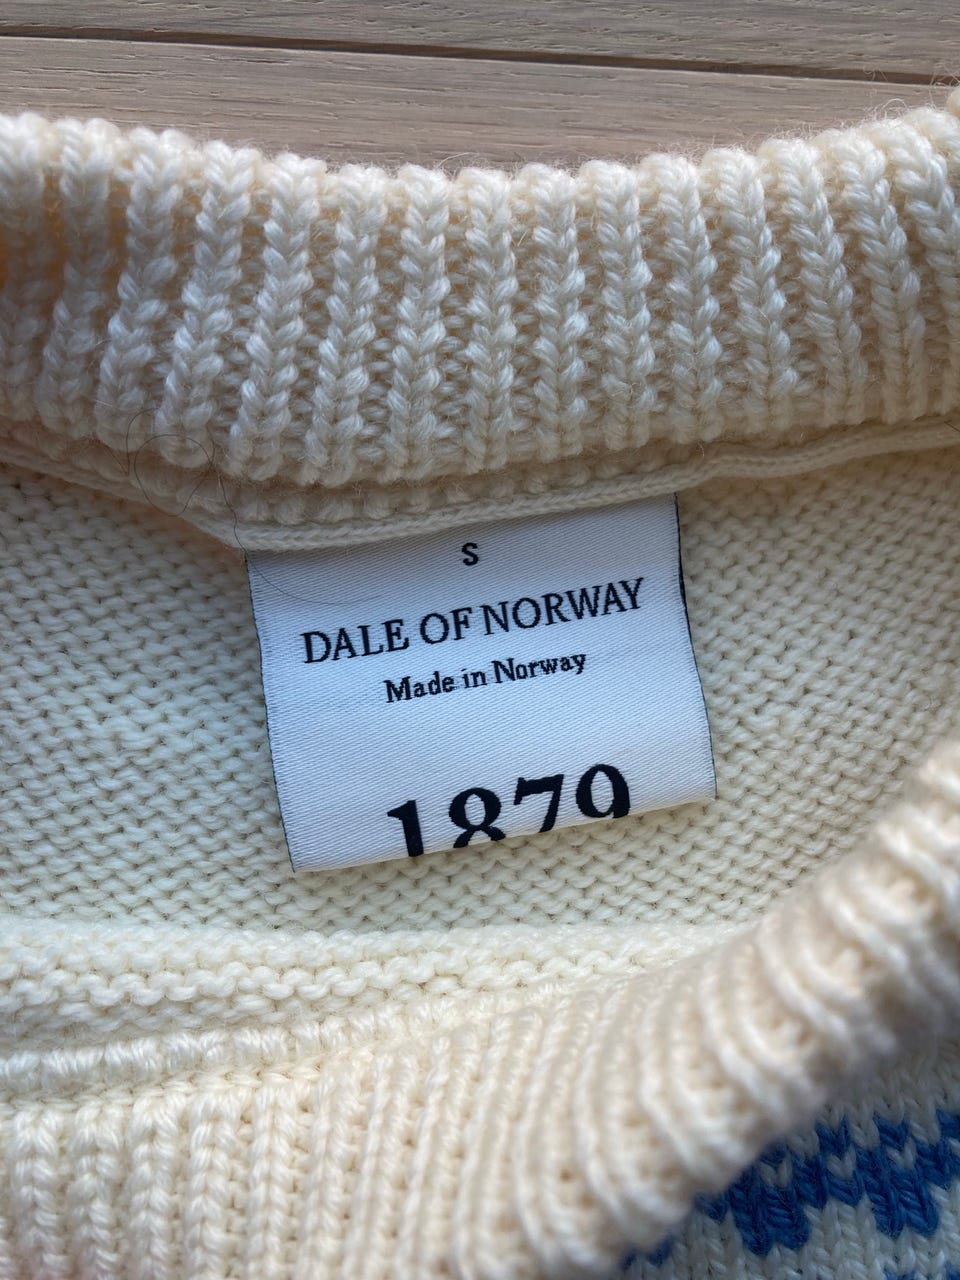 S
DALE OF NORWAY
Made in Norway
1879